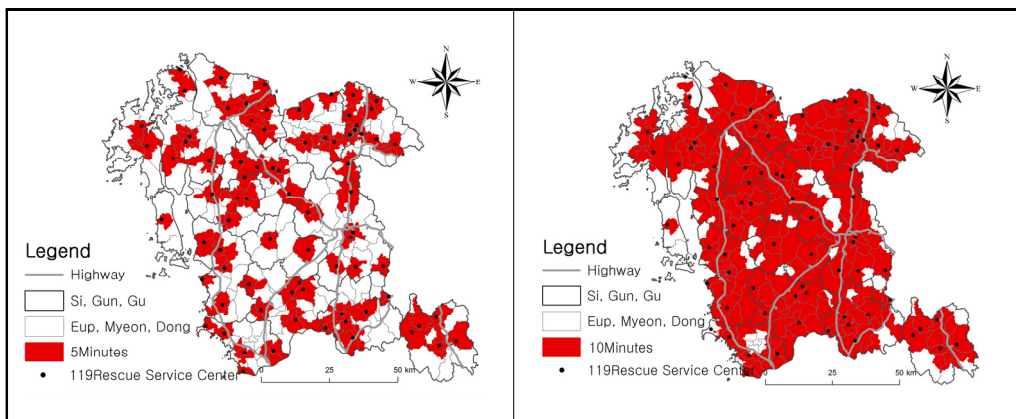 N
W E
S
Legend
Highway
Si, Gun, Gu
Eup, Myeon, Dong
5Minutes
119Rescue Service Center
0 25 50 km
N
W E
S
Legend
Highway
Si, Gun, Gu
Eup, Myeon, Dong
10Minutes
119Rescue Service Center
0 25 50 km